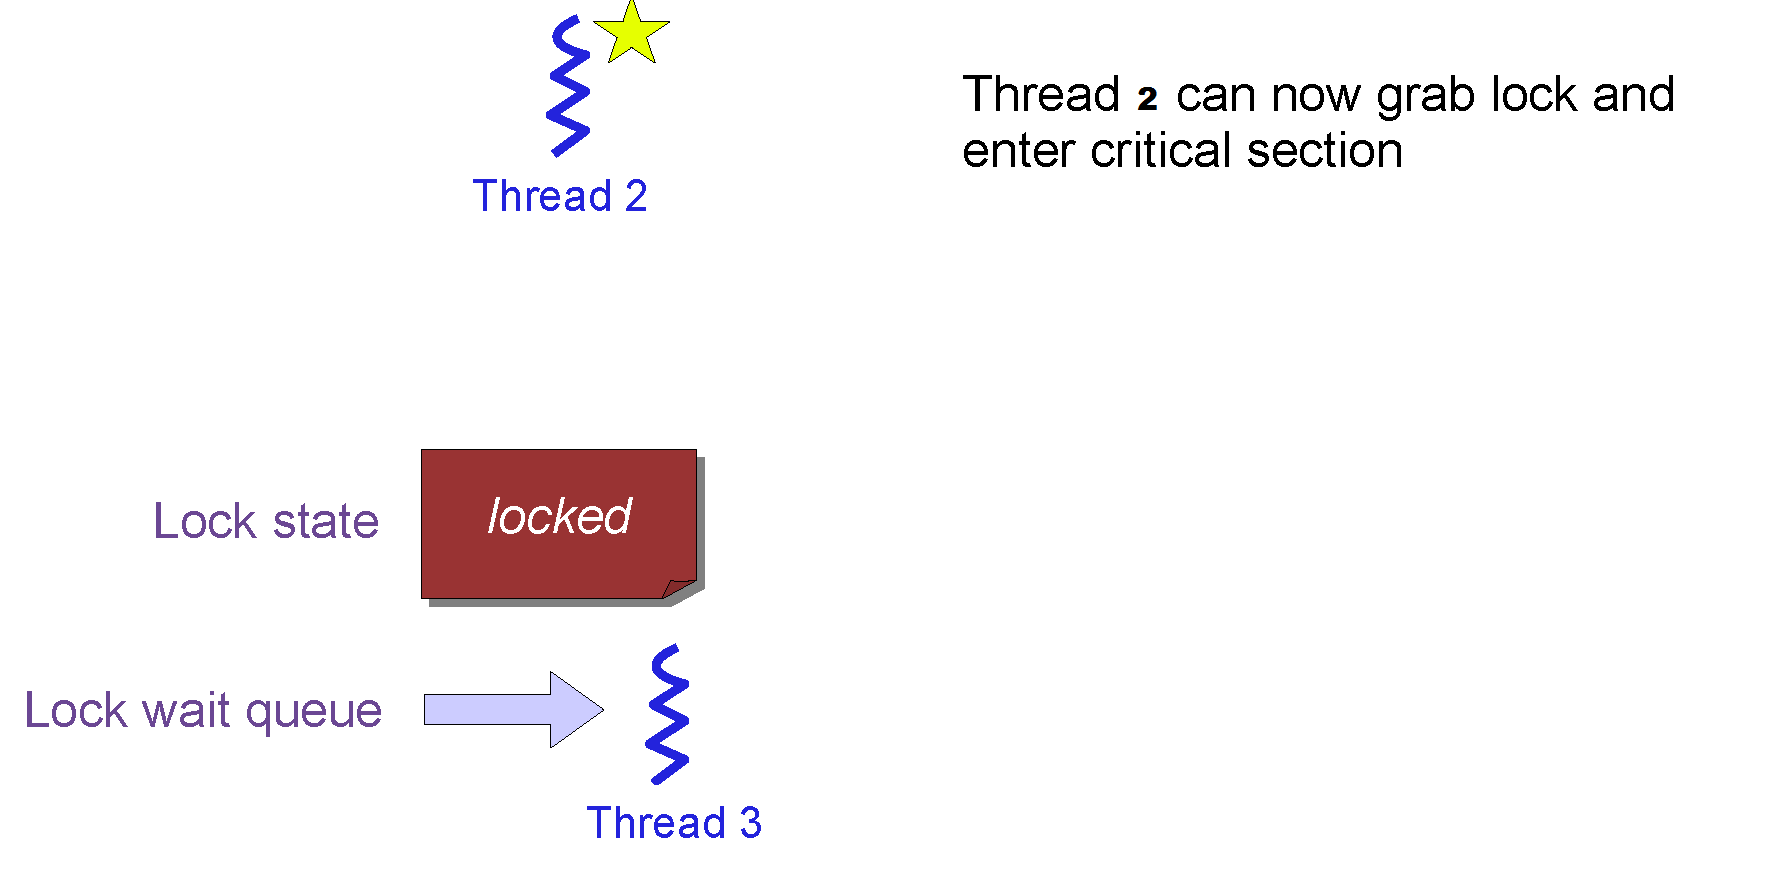 Thread 2 can now grab lock and
enter critical section
Thread 2
Lock state
locked
Lock wait queue
Thread 3